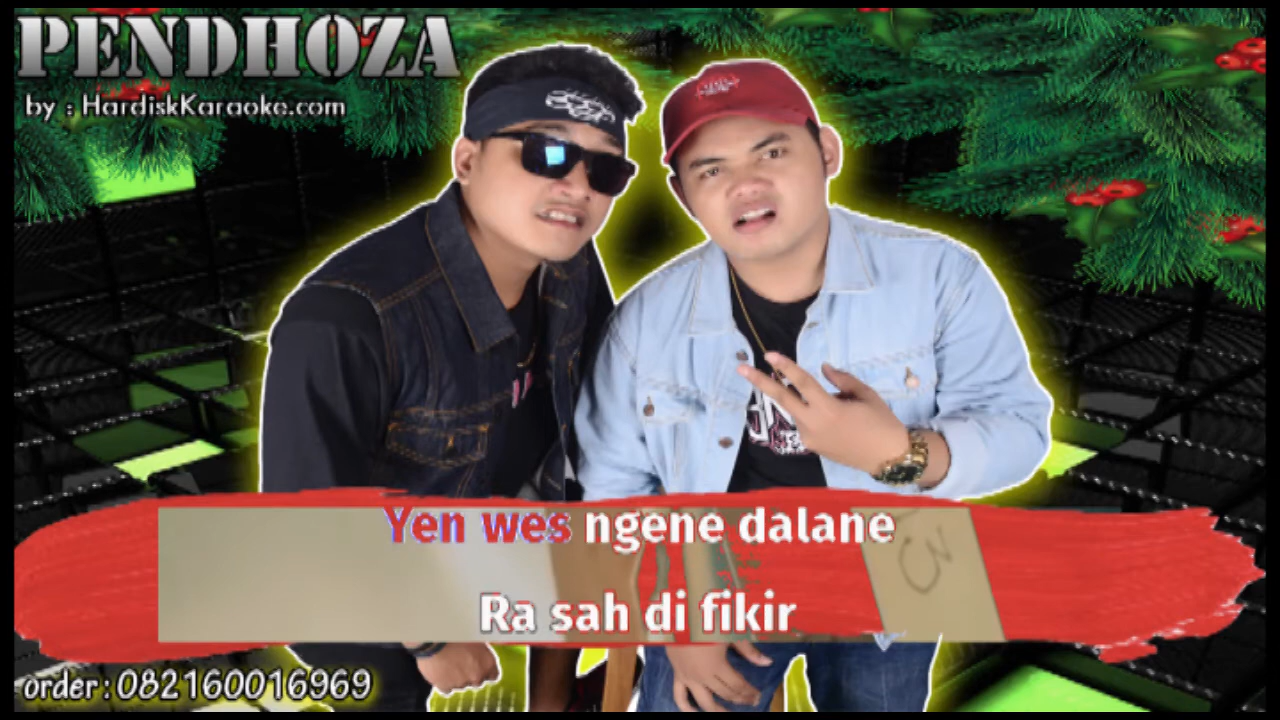 PENDHOZA
by : HardiskKaraoke.com
Yen wes ngene dalane
Ra sah di fikir
order : 082160016969